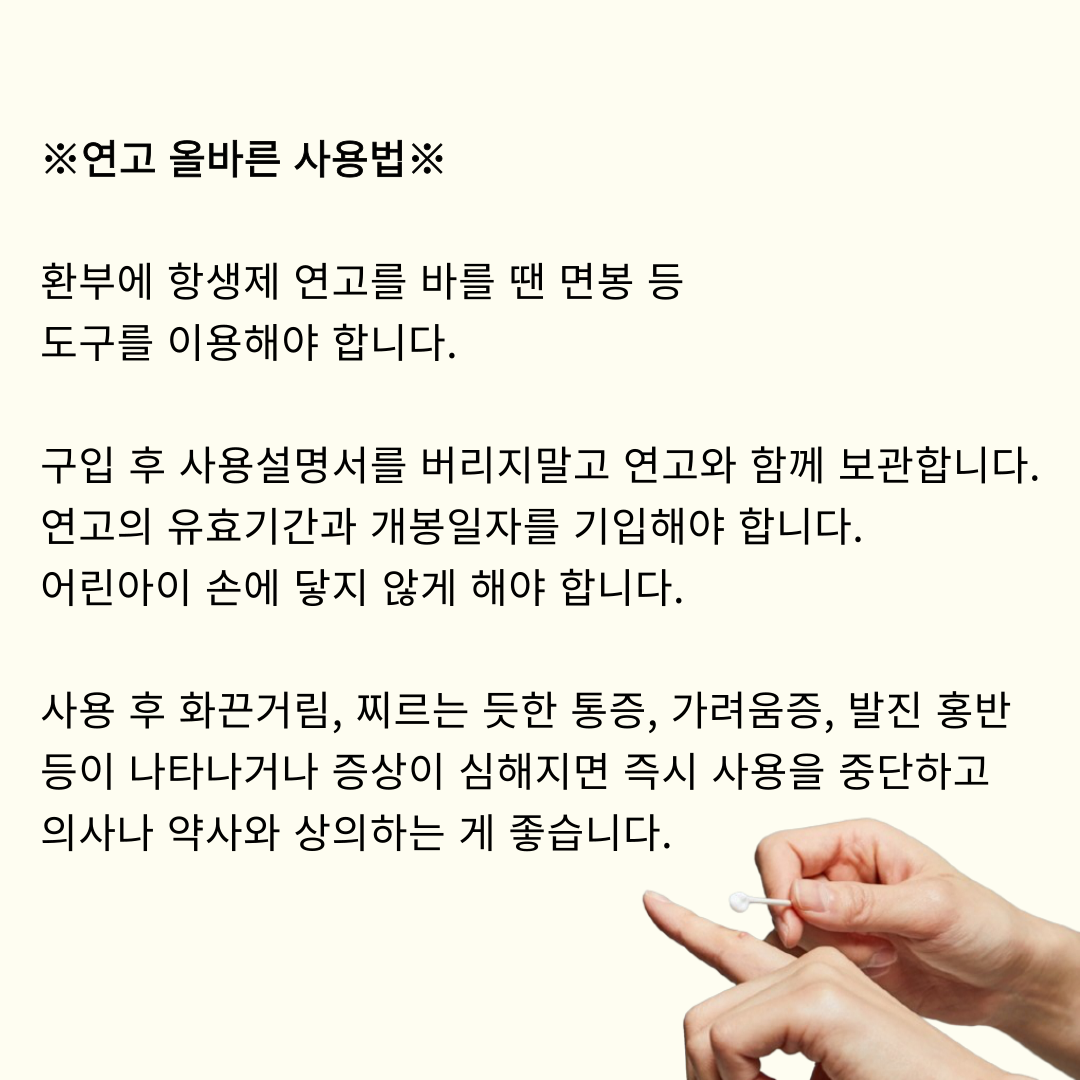 ※연고 올바른 사용법※
환부에 항생제 연고를 바를 땐 면봉 등
도구를 이용해야 합니다.
구입 후 사용설명서를 버리지말고 연고와 함께 보관합니다.
연고의 유효기간과 개봉일자를 기입해야 합니다.
어린아이 손에 닿지 않게 해야 합니다.
사용 후 화끈거림, 찌르는 듯한 통증, 가려움증, 발진 홍반
등이 나타나거나 증상이 심해지면 즉시 사용을 중단하고
의사나 약사와 상의하는 게 좋습니다.